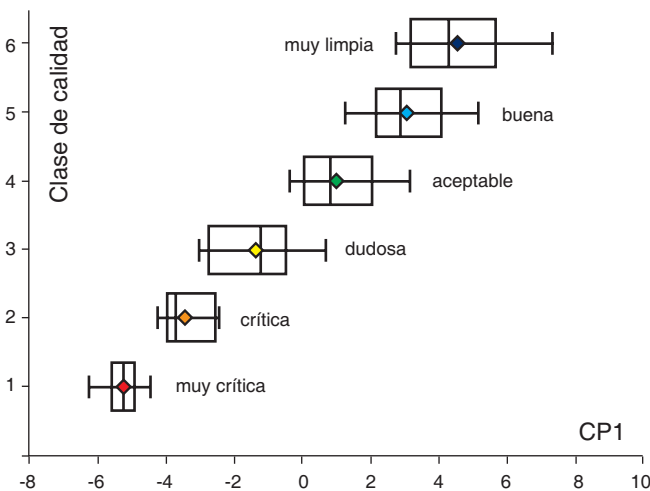 Clase de calidad
6
muy limpia
5
buena
4
aceptable
3
dudosa
2
crítica
1
muy crítica
CP1
-8 -6 -4 -2 0 2 4 6 8 10